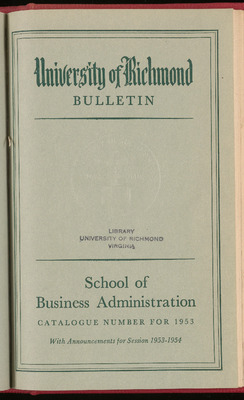 University of Richmond
BULLETIN
LIBRARY
UNIVERSITY OF RICHMOND
VIRGINIA
School of
Business Administration
CATALOGUE NUMBER FOR 1953
With Announcements for Session 1953-1954